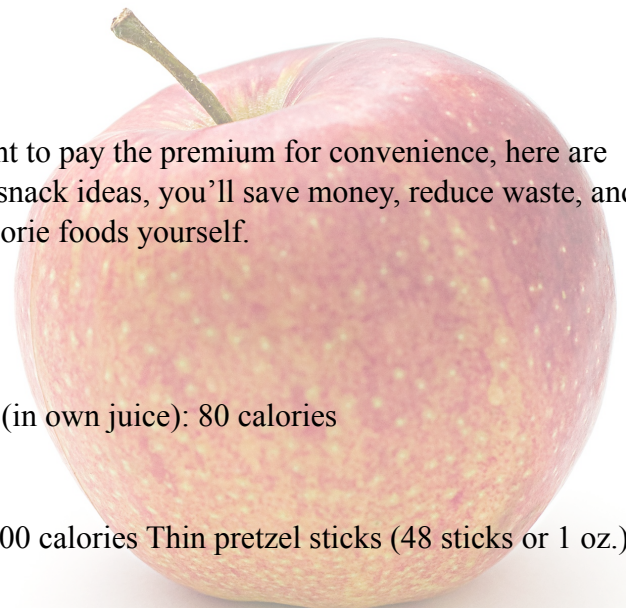 nt to pay the premium for convenience, here are
snack ideas, you’ll save money, reduce waste, and
orie foods yourself.
(in own juice): 80 calories
00 calories Thin pretzel sticks (48 sticks or 1 oz.)